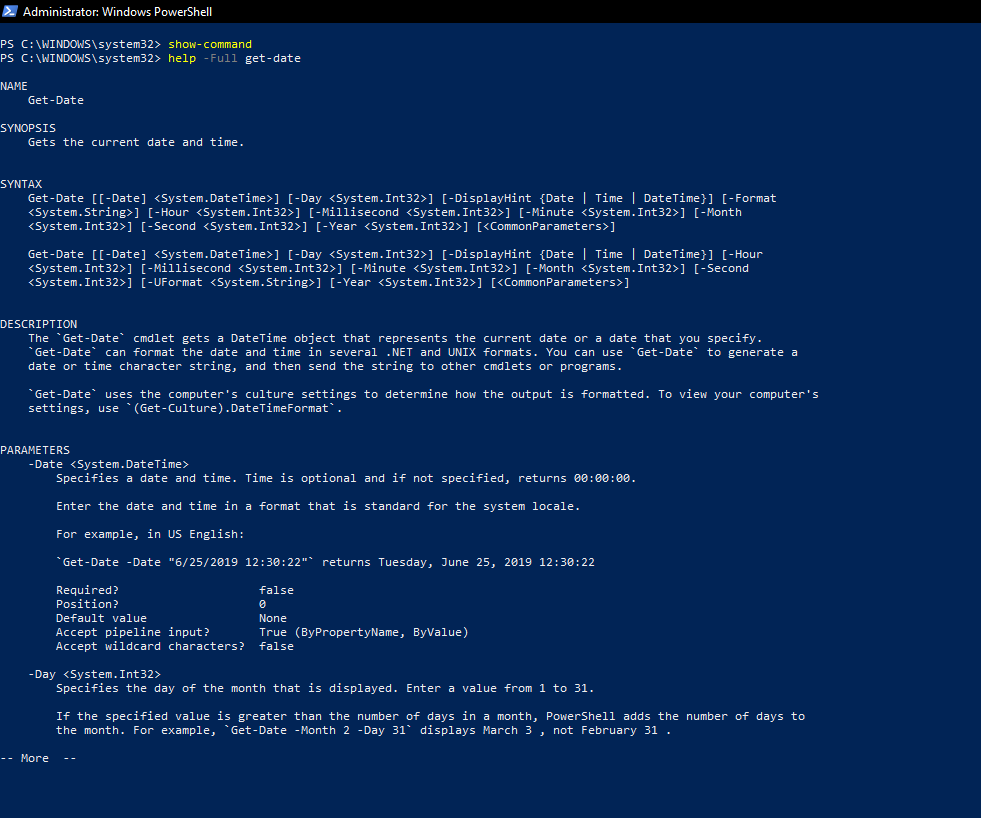 Administrator: Windows PowerShell
PS C:\WINDOWS\system32> show-command
PS C:\WINDOWS\system32> help -Full get-date
NAME
Get-Date
SYNOPSIS
Gets the current date and time.
SYNTAX
Get-Date [[-Date] <System.DateTime>] [-Day <System.Int32>] [-DisplayHint {Date | Time | DateTime}] [-Format
<System.String>] [-Hour <System.Int32>] [-Millisecond <System.Int32>] [-Minute <System.Int32>] [-Month
<System.Int32>] [-Second <System.Int32>] [-Year <System.Int32>] [<CommonParameters>]
Get-Date [[-Date] <System.DateTime>] [-Day <System.Int32>] [-DisplayHint {Date | Time | DateTime}] [-Hour
<System.Int32>] [-Millisecond <System.Int32>] [-Minute <System.Int32>] [-Month <System.Int32>] [-Second
<System.Int32>] [-UFormat <System.String>] [-Year <System.Int32>] [<CommonParameters>]
DESCRIPTION
The `Get-Date` cmdlet gets a DateTime object that represents the current date or a date that you specify.
`Get-Date` can format the date and time in several .NET and UNIX formats. You can use `Get-Date` to generate a
date or time character string, and then send the string to other cmdlets or programs.
`Get-Date` uses the computer's culture settings to determine how the output is formatted. To view your computer's
settings, use `(Get-Culture).DateTimeFormat`.
PARAMETERS
-Date <System.DateTime>
Specifies a date and time. Time is optional and if not specified, returns 00:00:00.
Enter the date and time in a format that is standard for the system locale.
For example, in US English:
`Get-Date -Date "6/25/2019 12:30:22"` returns Tuesday, June 25, 2019 12:30:22
Required? false
Position? 0
Default value None
Accept pipeline input? True (ByPropertyName, ByValue)
Accept wildcard characters? false
-Day <System.Int32>
Specifies the day of the month that is displayed. Enter a value from 1 to 31.
If the specified value is greater than the number of days in a month, PowerShell adds the number of days to
the month. For example, `Get-Date -Month 2 -Day 31` displays March 3 , not February 31 .
-- More --